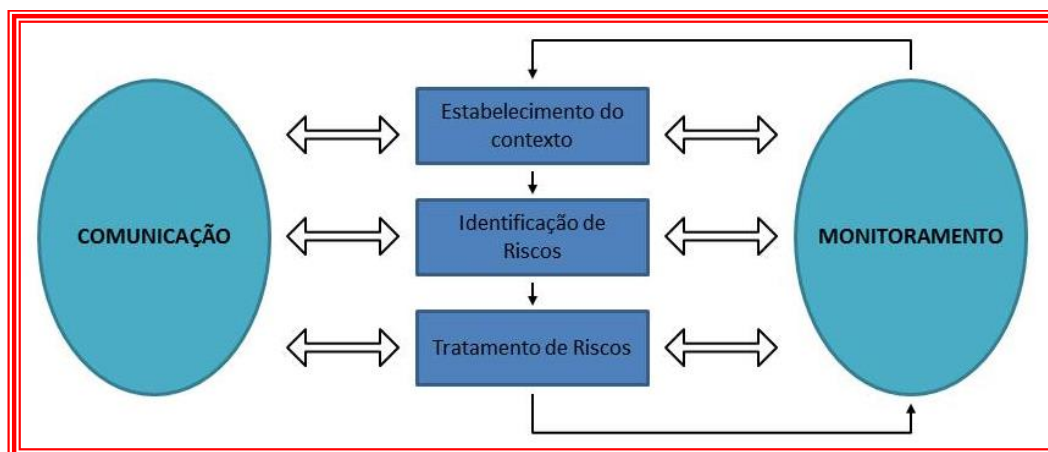 Estabelecimento do
contexto
COMUNICAÇÃO
Identificação de
Riscos
MONITORAMENTO
Tratamento de Riscos